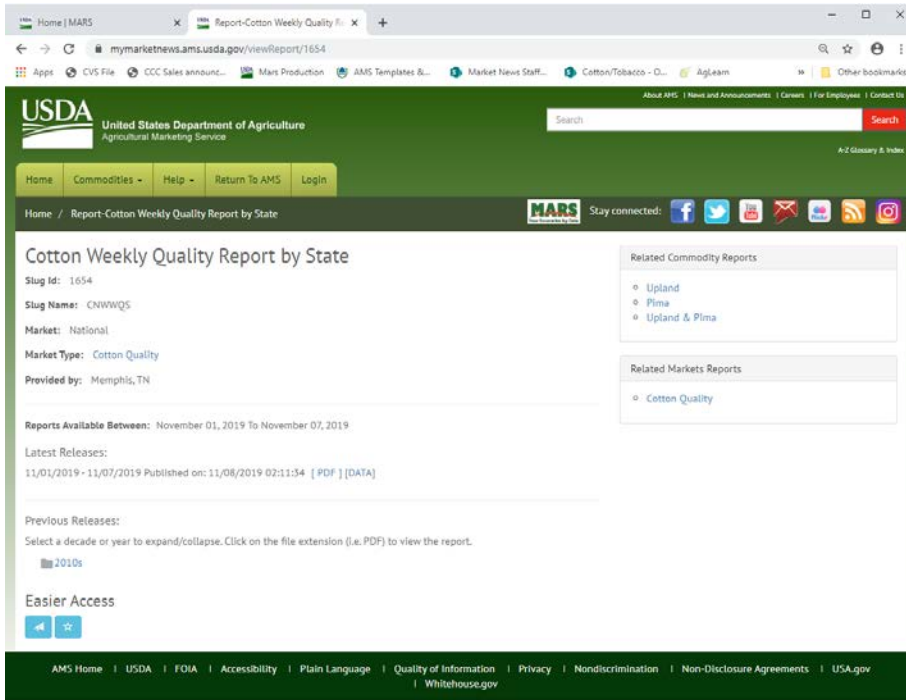 Home | MARS
Report-Cotton Weekly Quality Re
mymarketnews.ams.usda.gov/viewReport/1654
Apps CVS File CCC Sales announc... Mars Production AMS Templates &... Market News Staff... Cotton/Tobacco - O... AgLearn » Other bookmarks
About AMS | News and Announcements | Careers | For Employees | Contact Us
USDA
United States Department of Agriculture
Agricultural Marketing Service
Search Search
A-Z Glossary & Index
Home Commodities Help Return To AMS Login
Home / Report-Cotton Weekly Quality Report by State
MARS Stay connected:
Cotton Weekly Quality Report by State
Slug Id: 1654
Slug Name: CNWWQS
Market: National
Market Type: Cotton Quality
Provided by: Memphis, TN
Reports Available Between: November 01, 2019 To November 07, 2019
Latest Releases:
11/01/2019 - 11/07/2019 Published on: 11/08/2019 02:11:34 [ PDF ] [DATA]
Previous Releases:
Select a decade or year to expand/collapse. Click on the file extension (i.e. PDF) to view the report.
2010s
Easier Access
Related Commodity Reports
Upland
Pima
Upland & Pima
Related Markets Reports
Cotton Quality
AMS Home | USDA | FOIA | Accessibility | Plain Language | Quality of Information | Privacy | Nondiscrimination | Non-Disclosure Agreements | USA.gov
| Whitehouse.gov